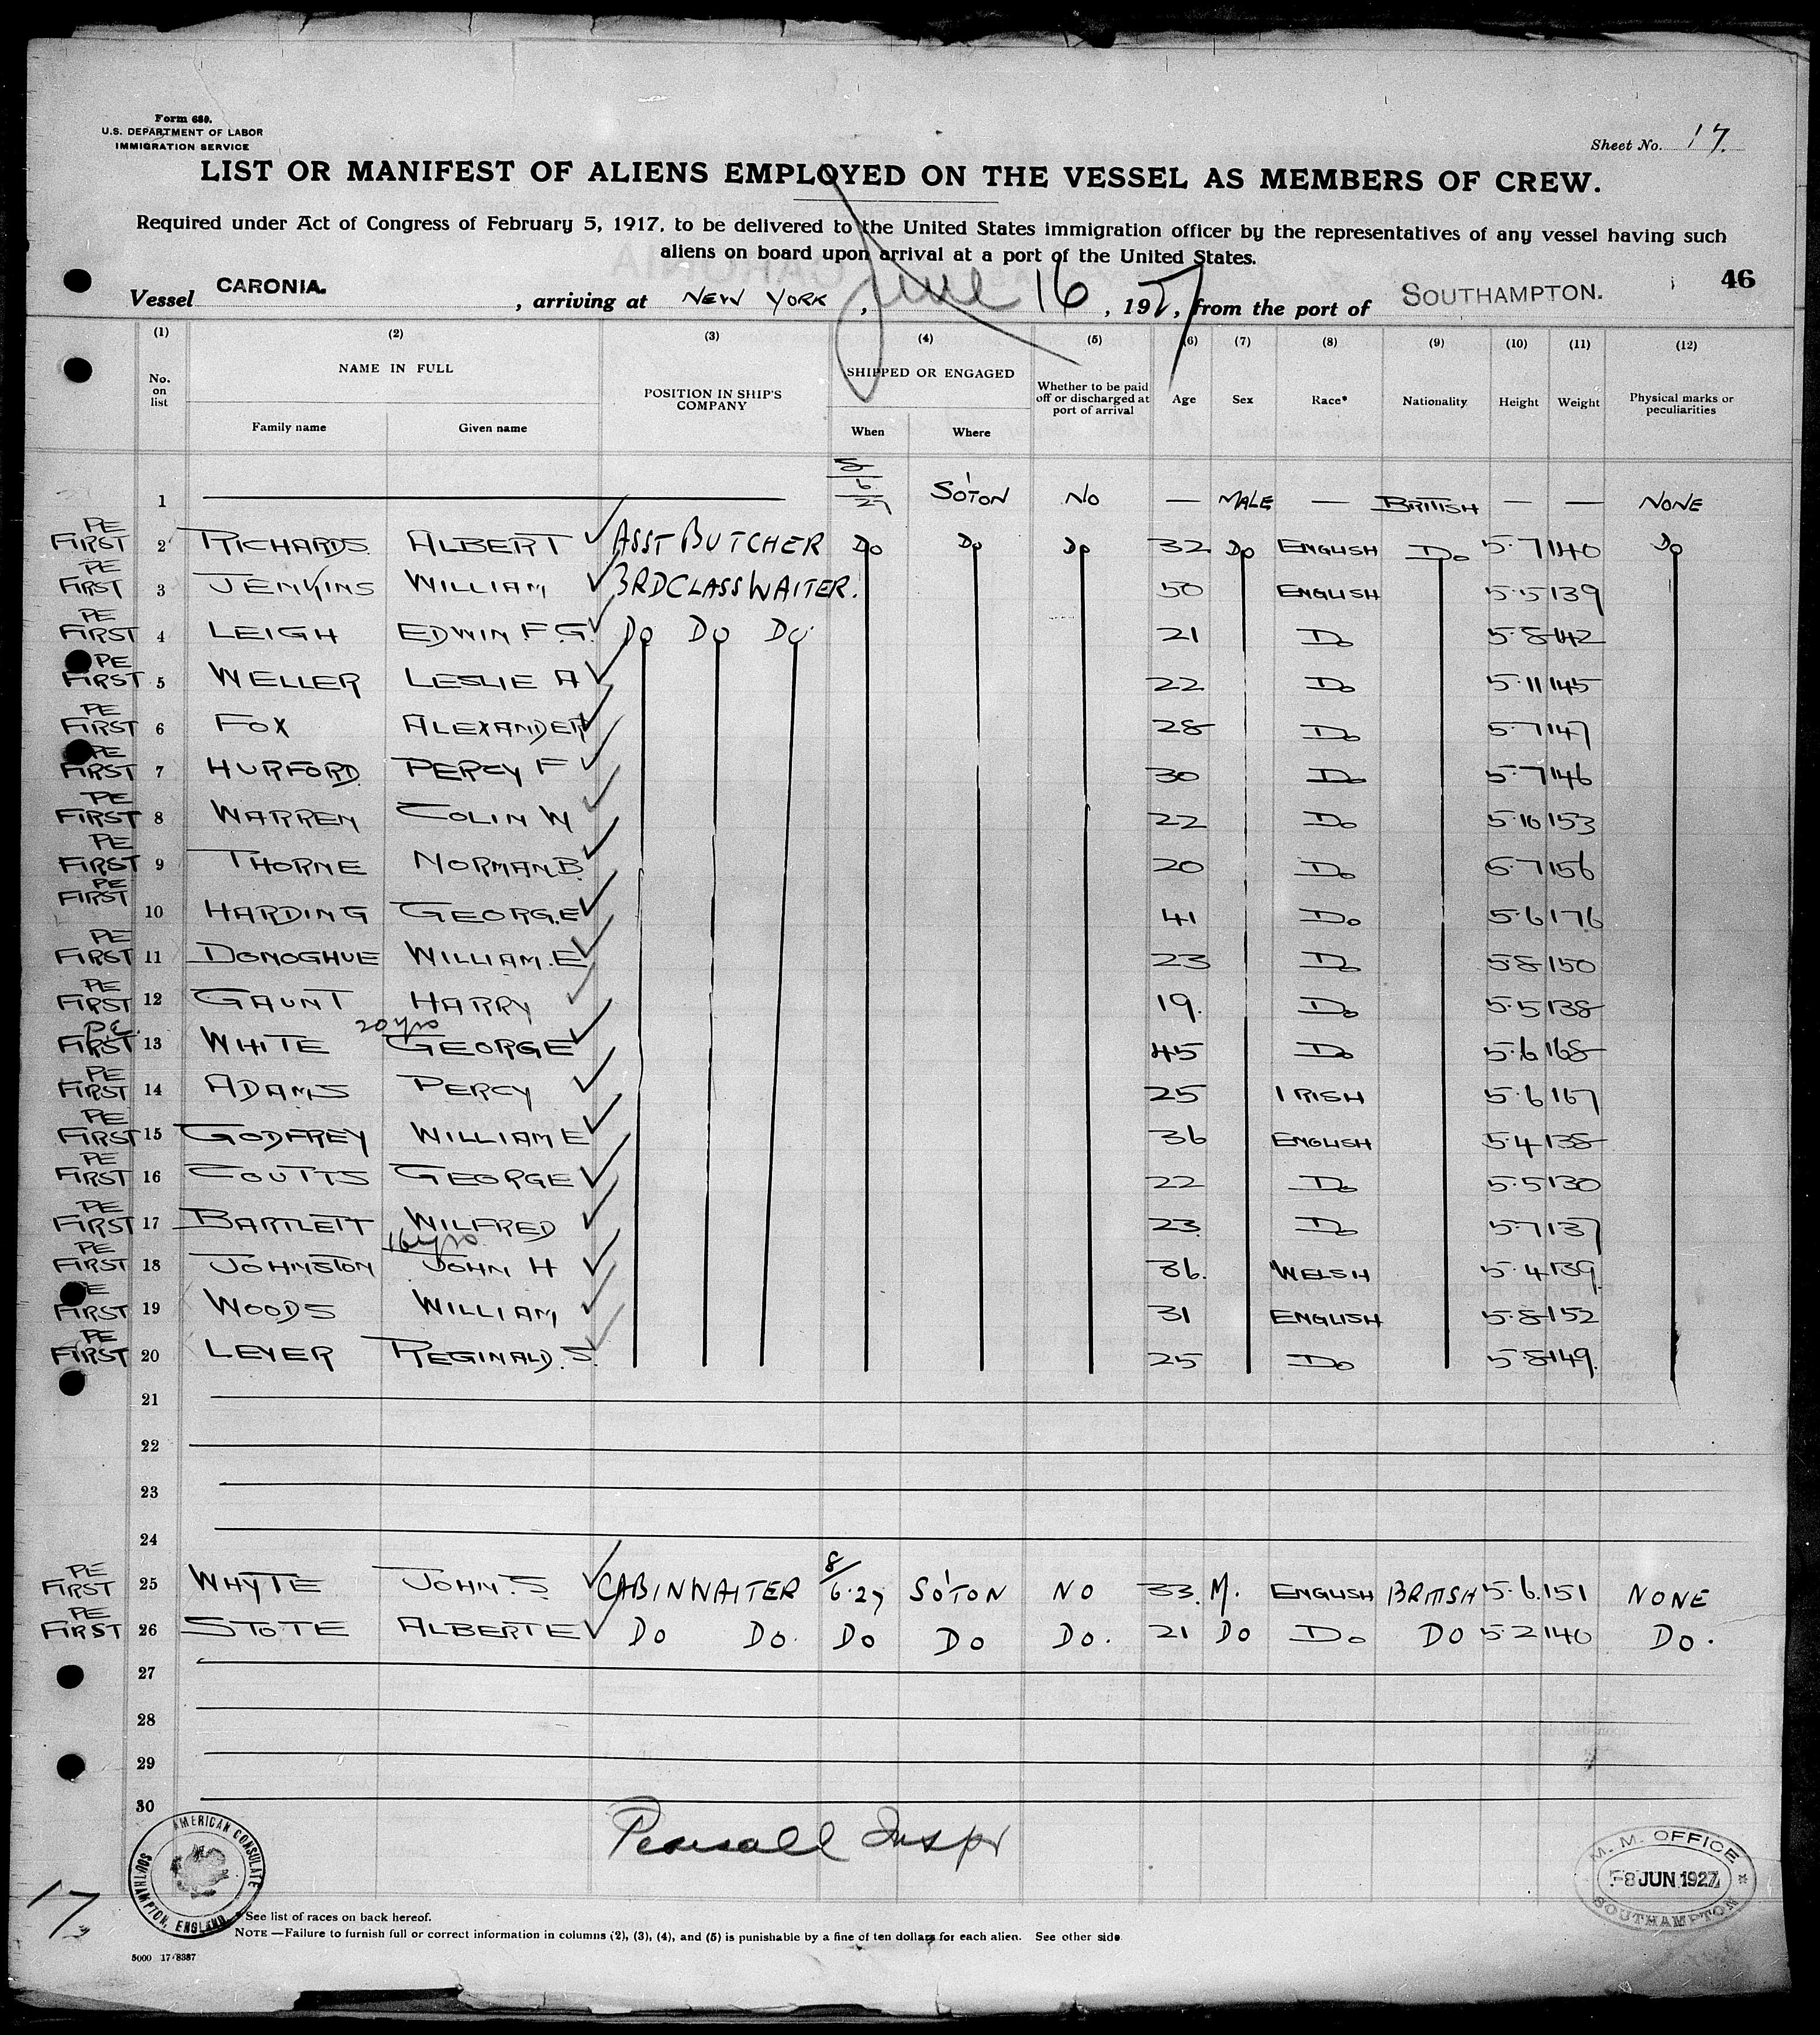 Form 680.
U.S. DEPARTMENT OF LABOR
IMMIGRATION SERVICE
Sheet No. 17.
LIST OR MANIFEST OF ALIENS EMPLOYED ON THE VESSEL AS MEMBERS OF CREW.
Required under Act of Congress of February 5, 1917, to be delivered to the United States immigration officer by the representatives of any vessel having such
aliens on board upon arrival at a port of the United States.
46
Vessel CARONIA. , arriving at NEW YORK , June 16 , 1927, from the port of SOUTHAMPTON.
(1) (2) (3) (4) (5) (6) (7) (8) (9) (10) (11) (12)
No. on list NAME IN FULL Family name Given name POSITION IN SHIP'S COMPANY SHIPPED OR ENGAGED When Where Whether to be paid off or discharged at port of arrival Age Sex Race* Nationality Height Weight Physical marks or peculiarities
1 8/6/27 SO'TON NO — MALE — BRITISH — — NONE
PE FIRST 2 RICHARDS ALBERT ASST BUTCHER Do Do Do 32 Do ENGLISH Do 5·7 140 Do
PE FIRST 3 JENKINS WILLIAM 3RD CLASS WAITER. 50 ENGLISH 5·5 139
PE FIRST 4 LEIGH EDWIN F.G. Do Do Do 21 Do 5·8 142
PE FIRST 5 WELLER LESLIE A 22 Do 5·11 145
PE FIRST 6 FOX ALEXANDER 28 Do 5·7 147
PE FIRST 7 HURFORD PERCY F 30 Do 5·7 146
PE FIRST 8 WARREN COLIN W 22 Do 5·10 153
PE FIRST 9 THORNE NORMAN.B. 20 Do 5·7 156
PE FIRST 10 HARDING GEORG.E 41 Do 5·6 176
PE FIRST 11 DONOGHUE WILLIAM.E 23 Do 5·8 150
PE FIRST 12 GAUNT HARRY 19. Do 5·5 138
20 yrs
PE. FIRST 13 WHITE GEORGE 45 Do 5·6 168
PE FIRST 14 ADAMS PERCY 25 IRISH 5·6 167
PE FIRST 15 GODFREY WILLIAM E 36 ENGLISH 5·4 138
PE FIRST 16 COUTTS GEORGE 22 Do 5·5 130
PE FIRST 17 BARTLETT WILFRED 23. Do 5·7 137
16 yrs
PE FIRST 18 JOHNSTON JOHN H 36. WELSH 5·4 139.
PE FIRST 19 WOODS WILLIAM 31 ENGLISH 5·8 152
PE FIRST 20 LEVER REGINALD.S. 25 Do 5·8 149.
21
22
23
24
PE FIRST 25 WHYTE JOHN.S CABIN WAITER 8/6·27 SO'TON NO 33. M. ENGLISH BRITISH 5·6. 151 NONE
PE FIRST 26 STOTE ALBERT E Do Do. Do Do Do. 21 Do Do Do 5·2 140 Do.
27
28
29
30
Pearsall Inspr
AMERICAN CONSULATE
SOUTHAMPTON, ENGLAND
M. M. OFFICE
8 JUN 1927
SOUTHAMPTON
17
*See list of races on back hereof.
NOTE —Failure to furnish full or correct information in columns (2), (3), (4), and (5) is punishable by a fine of ten dollars for each alien. See other side
5000 17-8387